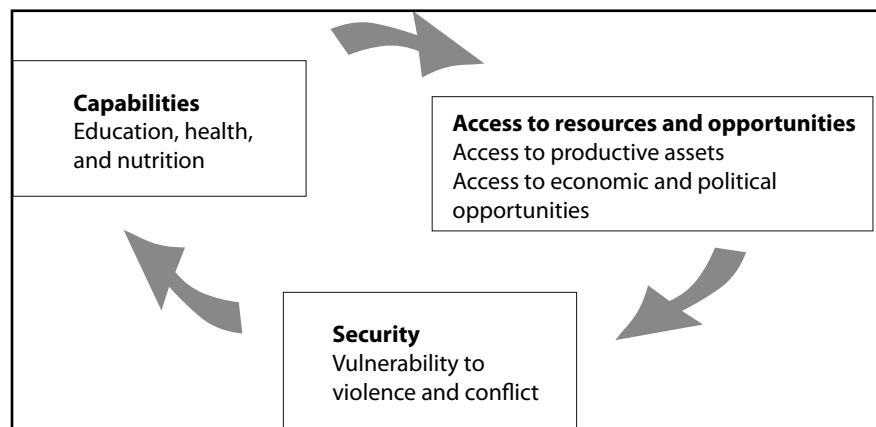 Capabilities
Education, health,
and nutrition
Access to resources and opportunities
Access to productive assets
Access to economic and political
opportunities
Security
Vulnerability to
violence and conflict